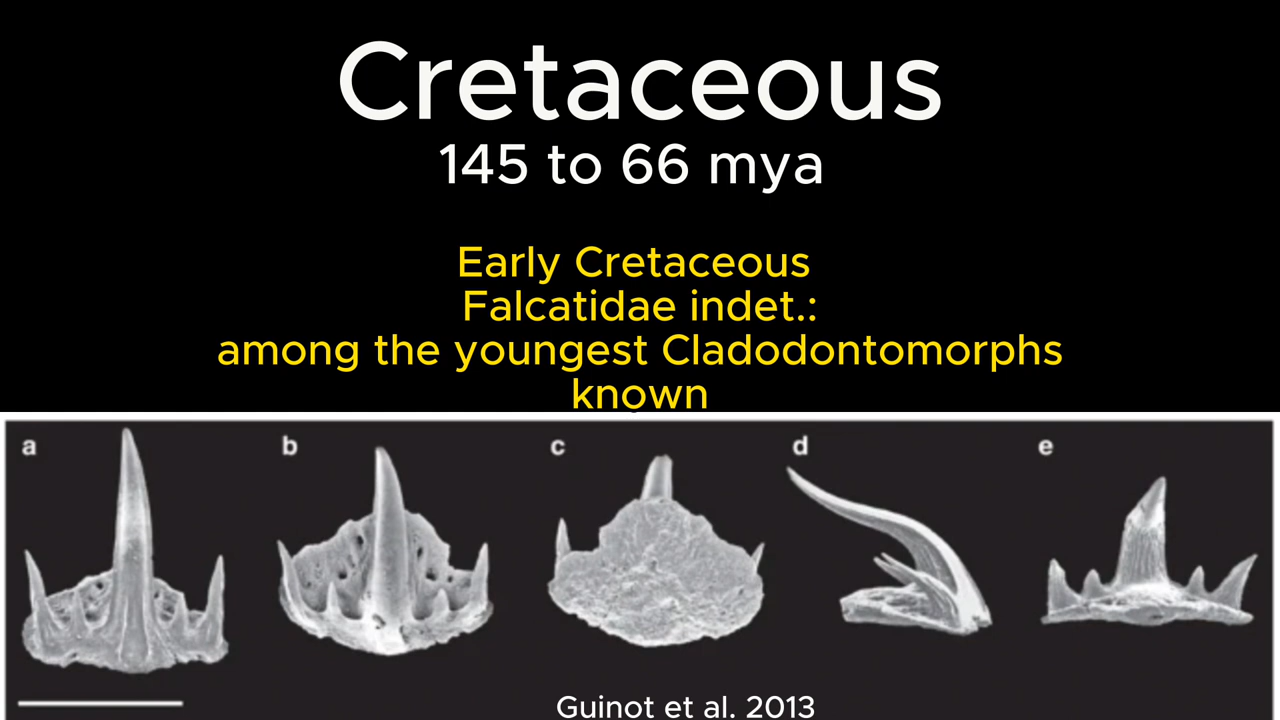 Cretaceous
145 to 66 mya
Early Cretaceous
Falcatidae indet.:
among the youngest Cladodontomorphs
known
a b c d e
Guinot et al. 2013